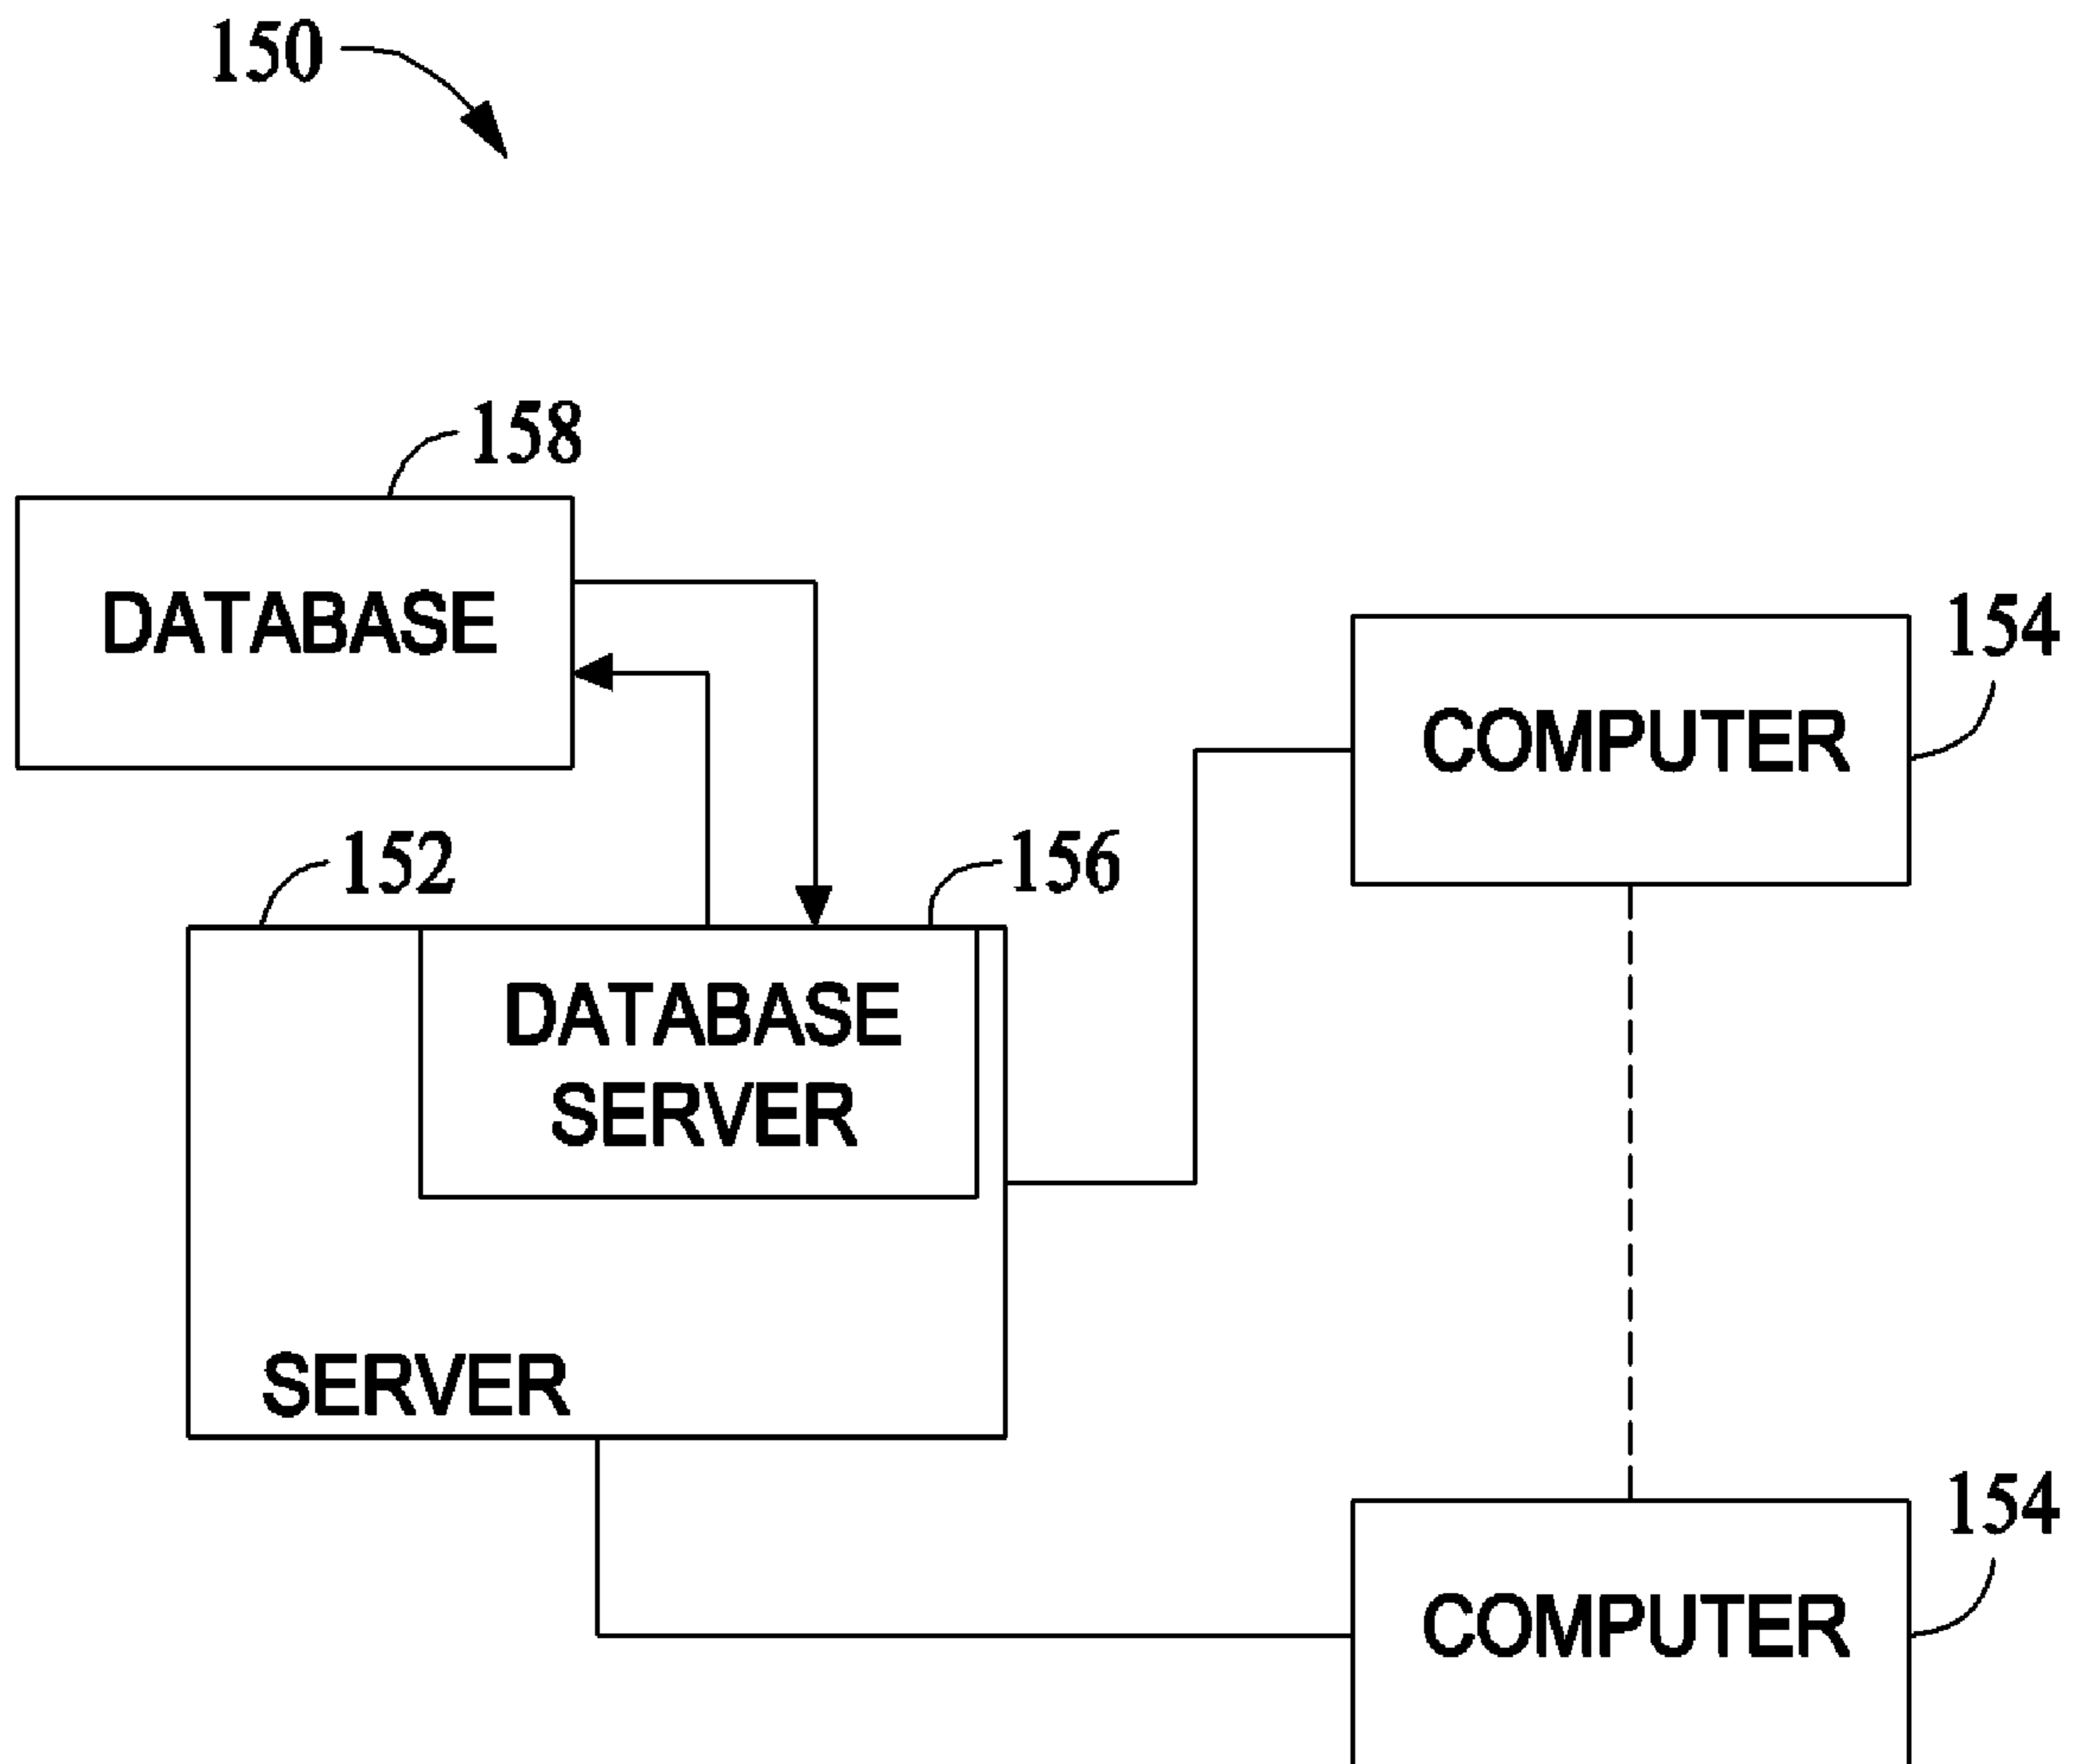 150
158
DATABASE
154
COMPUTER
152
156
DATABASE
SERVER
SERVER
154
COMPUTER